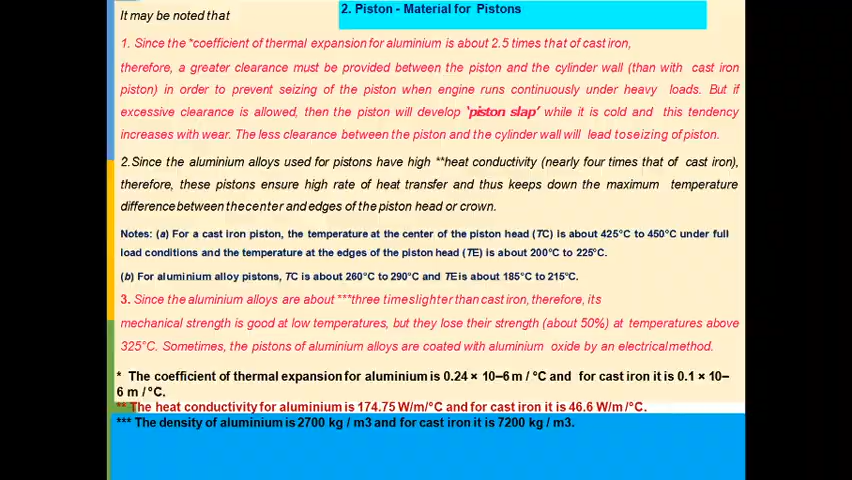 It may be noted that
2. Piston - Material for Pistons
1. Since the *coefficient of thermal expansion for aluminium is about 2.5 times that of cast iron,
therefore, a greater clearance must be provided between the piston and the cylinder wall (than with cast iron
piston) in order to prevent seizing of the piston when engine runs continuously under heavy loads. But if
excessive clearance is allowed, then the piston will develop ‘piston slap’ while it is cold and this tendency
increases with wear. The less clearance between the piston and the cylinder wall will lead to seizing of piston.
2.Since the aluminium alloys used for pistons have high **heat conductivity (nearly four times that of cast iron),
therefore, these pistons ensure high rate of heat transfer and thus keeps down the maximum temperature
difference between the center and edges of the piston head or crown.
Notes: (a) For a cast iron piston, the temperature at the center of the piston head (TC) is about 425°C to 450°C under full
load conditions and the temperature at the edges of the piston head (TE) is about 200°C to 225°C.
(b) For aluminium alloy pistons, TC is about 260°C to 290°C and TE is about 185°C to 215°C.
3. Since the aluminium alloys are about ***three times lighter than cast iron, therefore, its
mechanical strength is good at low temperatures, but they lose their strength (about 50%) at temperatures above
325°C. Sometimes, the pistons of aluminium alloys are coated with aluminium oxide by an electrical method.
* The coefficient of thermal expansion for aluminium is 0.24 × 10–6 m / °C and for cast iron it is 0.1 × 10–
6 m / °C.
** The heat conductivity for aluminium is 174.75 W/m/°C and for cast iron it is 46.6 W/m /°C.
*** The density of aluminium is 2700 kg / m3 and for cast iron it is 7200 kg / m3.